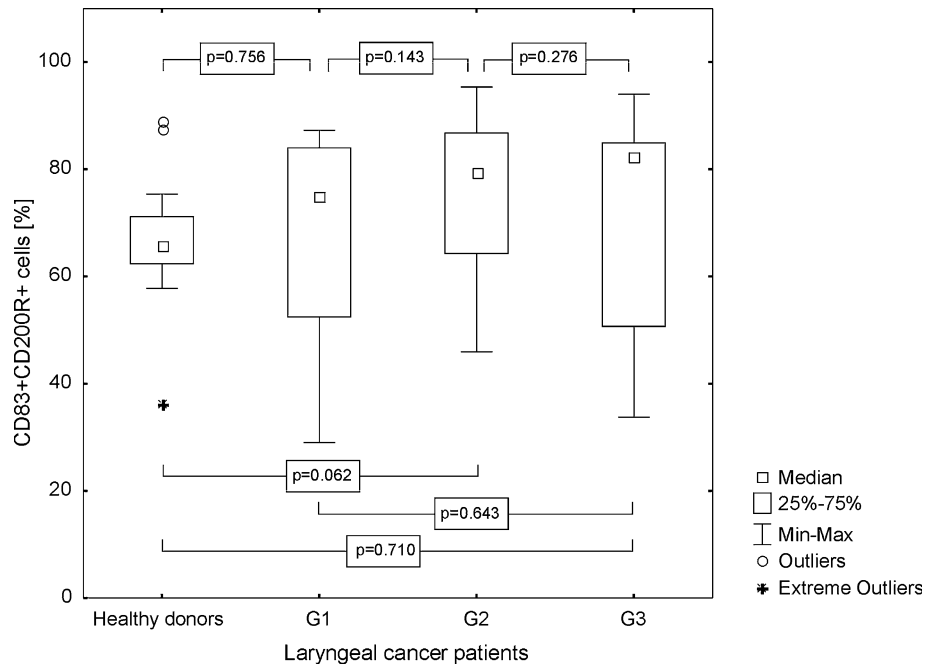 CD83+CD200R+ cells [%]
100
80
60
40
20
0
p=0.756
p=0.143
p=0.276
p=0.062
p=0.643
p=0.710
Healthy donors
G1
G2
G3
Laryngeal cancer patients
Median
25%-75%
Min-Max
Outliers
Extreme Outliers